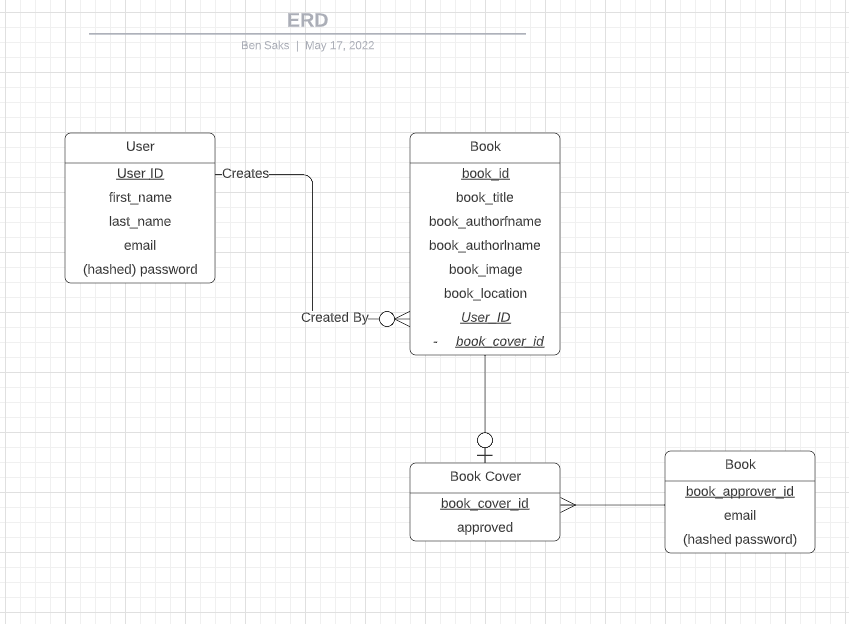 ERD
Ben Saks | May 17, 2022
User
User ID
first_name
last_name
email
(hashed) password
Creates
Created By
Book
book_id
book_title
book_authorfname
book_authorlname
book_image
book_location
User_ID
- book_cover_id
Book Cover
book_cover_id
approved
Book
book_approver_id
email
(hashed password)